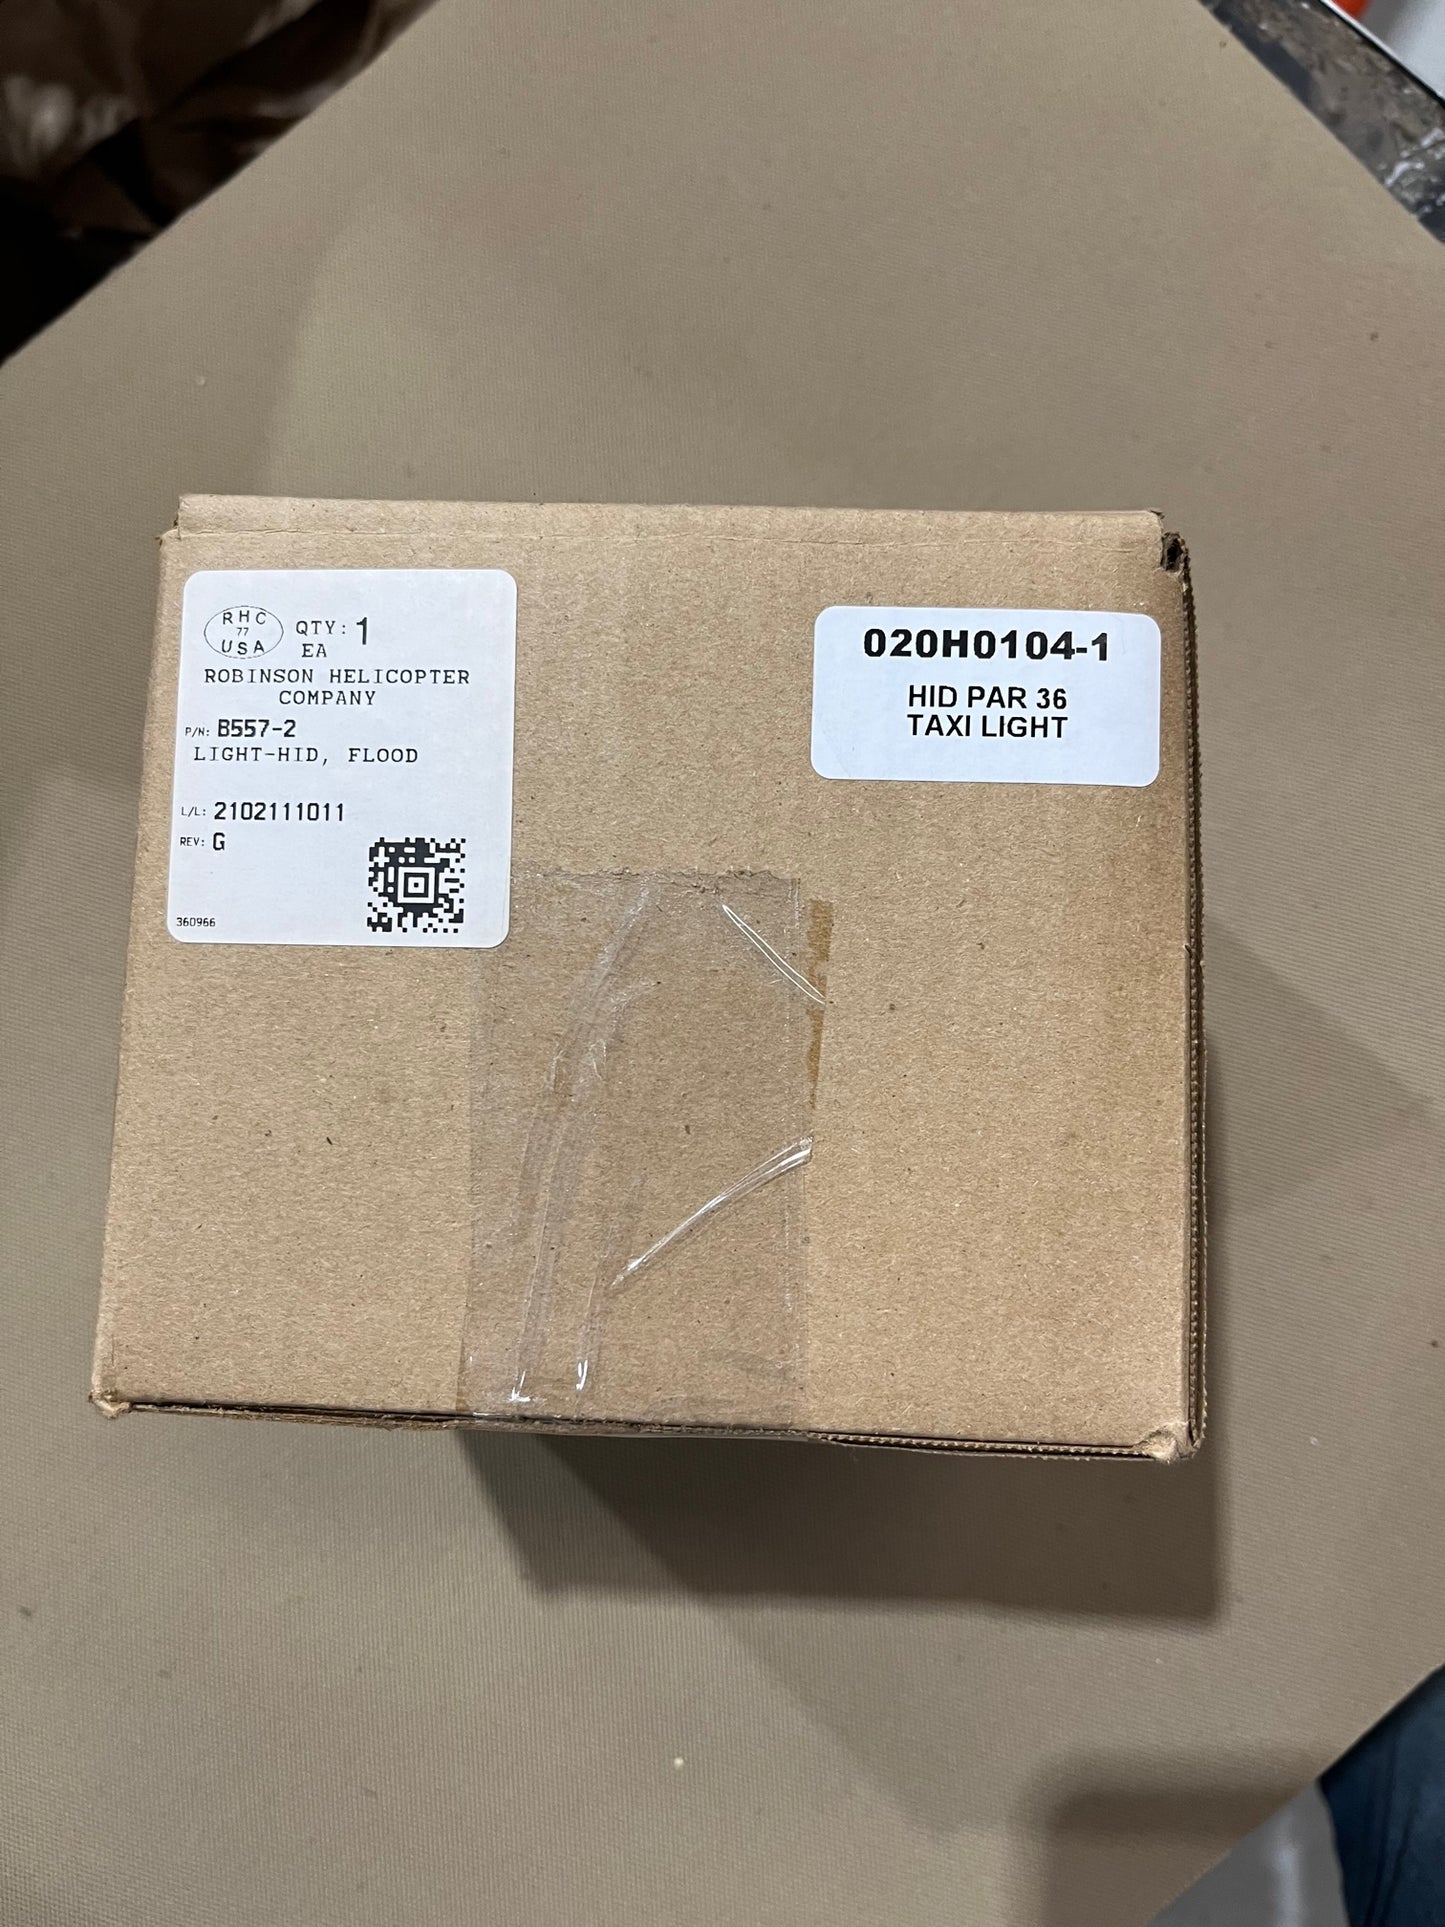 RHC
77
USA
QTY: 1
EA
ROBINSON HELICOPTER
COMPANY
P/N: B557-2
LIGHT-HID, FLOOD
L/L: 2102111011
REV: G
360966
020H0104-1
HID PAR 36
TAXI LIGHT